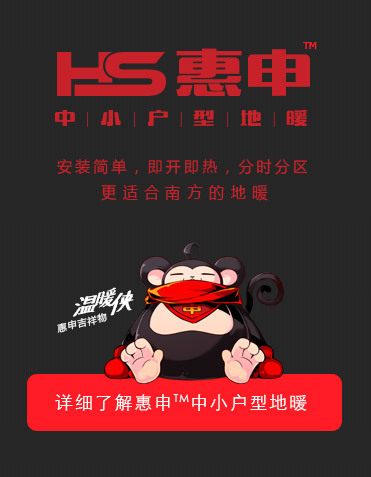 HS 惠申™
中｜小｜户｜型｜地｜暖
安装简单，即开即热，分时分区
更适合南方的地暖
温暖侠
惠申吉祥物
中
详细了解惠申™中小户型地暖